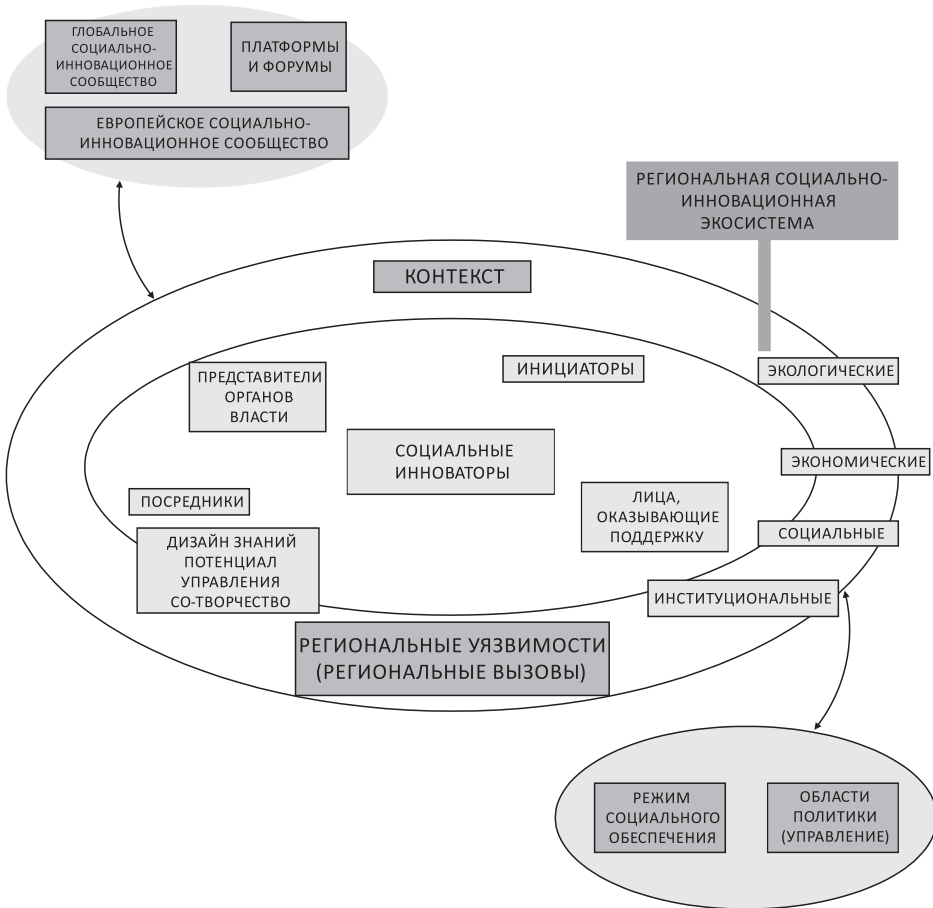 ГЛОБАЛЬНОЕ
СОЦИАЛЬНО-
ИННОВАЦИОННОЕ
СООБЩЕСТВО
ПЛАТФОРМЫ
И ФОРУМЫ
ЕВРОПЕЙСКОЕ СОЦИАЛЬНО-
ИННОВАЦИОННОЕ СООБЩЕСТВО
РЕГИОНАЛЬНАЯ СОЦИАЛЬНО-
ИННОВАЦИОННАЯ
ЭКОСИСТЕМА
КОНТЕКСТ
ПРЕДСТАВИТЕЛИ
ОРГАНОВ
ВЛАСТИ
ИНИЦИАТОРЫ
ЭКОЛОГИЧЕСКИЕ
СОЦИАЛЬНЫЕ
ИННОВАТОРЫ
ЭКОНОМИЧЕСКИЕ
ПОСРЕДНИКИ
ЛИЦА,
ОКАЗЫВАЮЩИЕ
ПОДДЕРЖКУ
СОЦИАЛЬНЫЕ
ДИЗАЙН ЗНАНИЙ
ПОТЕНЦИАЛ
УПРАВЛЕНИЯ
СО-ТВОРЧЕСТВО
ИНСТИТУЦИОНАЛЬНЫЕ
РЕГИОНАЛЬНЫЕ УЯЗВИМОСТИ
(РЕГИОНАЛЬНЫЕ ВЫЗОВЫ)
РЕЖИМ
СОЦИАЛЬНОГО
ОБЕСПЕЧЕНИЯ
ОБЛАСТИ
ПОЛИТИКИ
(УПРАВЛЕНИЕ)